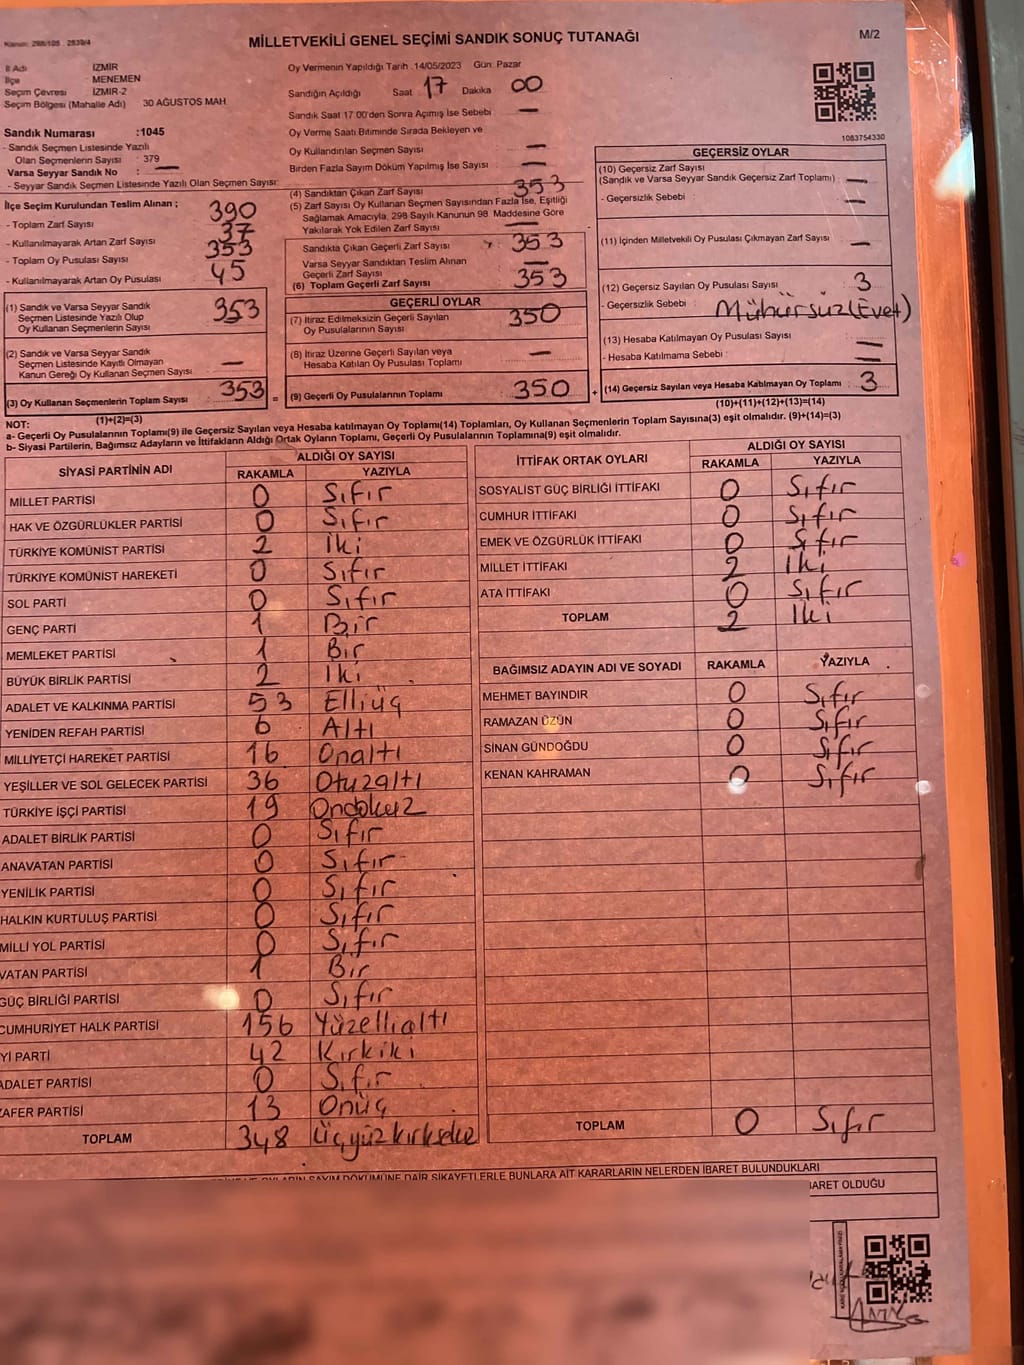 Kanun: 298/105 2839/4
MİLLETVEKİLİ GENEL SEÇİMİ SANDIK SONUÇ TUTANAĞI
M/2
İl Adı İZMİR
İlçe MENEMEN
Seçim Çevresi İZMİR-2
Seçim Bölgesi (Mahalle Adı) 30 AĞUSTOS MAH
Sandık Numarası :1045
- Sandık Seçmen Listesinde Yazılı
Olan Seçmenlerin Sayısı : 379
Varsa Seyyar Sandık No : —
- Seyyar Sandık Seçmen Listesinde Yazılı Olan Seçmen Sayısı:
İlçe Seçim Kurulundan Teslim Alınan ;
- Toplam Zarf Sayısı 390
- Kullanılmayarak Artan Zarf Sayısı 37
- Toplam Oy Pusulası Sayısı 353
- Kullanılmayarak Artan Oy Pusulası 45
(1) Sandık ve Varsa Seyyar Sandık
Seçmen Listesinde Yazılı Olup
Oy Kullanan Seçmenlerin Sayısı 353
(2) Sandık ve Varsa Seyyar Sandık
Seçmen Listesinde Kayıtlı Olmayan
Kanun Gereği Oy Kullanan Seçmen Sayısı —
(3) Oy Kullanan Seçmenlerin Toplam Sayısı 353
(1)+(2)=(3)
Oy Vermenin Yapıldığı Tarih :14/05/2023 Gün: Pazar
Sandığın Açıldığı Saat 17 Dakika 00
Sandık Saat 17:00'den Sonra Açılmış İse Sebebi : —
Oy Verme Saati Bitiminde Sırada Bekleyen ve
Oy Kullandırılan Seçmen Sayısı : —
Birden Fazla Sayım Döküm Yapılmış İse Sayısı : —
(4) Sandıktan Çıkan Zarf Sayısı 353
(5) Zarf Sayısı Oy Kullanan Seçmen Sayısından Fazla İse, Eşitliği
Sağlamak Amacıyla, 298 Sayılı Kanunun 98. Maddesine Göre
Yakılarak Yok Edilen Zarf Sayısı : —
Sandıkta Çıkan Geçerli Zarf Sayısı 353
Varsa Seyyar Sandıktan Teslim Alınan
Geçerli Zarf Sayısı —
(6) Toplam Geçerli Zarf Sayısı 353
GEÇERLİ OYLAR
(7) İtiraz Edilmeksizin Geçerli Sayılan
Oy Pusulalarının Sayısı 350
(8) İtiraz Üzerine Geçerli Sayılan veya
Hesaba Katılan Oy Pusulası Toplamı —
(9) Geçerli Oy Pusulalarının Toplamı 350
1083754330
GEÇERSİZ OYLAR
(10) Geçersiz Zarf Sayısı
(Sandık ve Varsa Seyyar Sandık Geçersiz Zarf Toplamı) : —
- Geçersizlik Sebebi : —
(11) İçinden Milletvekili Oy Pusulası Çıkmayan Zarf Sayısı : —
(12) Geçersiz Sayılan Oy Pusulası Sayısı : 3
- Geçersizlik Sebebi : Mühürsüz(Evet)
(13) Hesaba Katılmayan Oy Pusulası Sayısı : —
- Hesaba Katılmama Sebebi : —
(14) Geçersiz Sayılan veya Hesaba Katılmayan Oy Toplamı : 3
(10)+(11)+(12)+(13)=(14)
NOT:
a- Geçerli Oy Pusulalarının Toplamı(9) ile Geçersiz Sayılan veya Hesaba Katılmayan Oy Toplamı(14) Toplamları, Oy Kullanan Seçmenlerin Toplam Sayısına(3) eşit olmalıdır. (9)+(14)=(3)
b- Siyasi Partilerin, Bağımsız Adayların ve İttifakların Aldığı Ortak Oyların Toplamı, Geçerli Oy Pusulalarının Toplamına(9) eşit olmalıdır.
SİYASİ PARTİNİN ADI ALDIĞI OY SAYISI
RAKAMLA YAZIYLA
MİLLET PARTİSİ 0 Sıfır
HAK VE ÖZGÜRLÜKLER PARTİSİ 0 Sıfır
TÜRKİYE KOMÜNİST PARTİSİ 2 İki
TÜRKİYE KOMÜNİST HAREKETİ 0 Sıfır
SOL PARTİ 0 Sıfır
GENÇ PARTİ 1 Bir
MEMLEKET PARTİSİ 1 Bir
BÜYÜK BİRLİK PARTİSİ 2 İki
ADALET VE KALKINMA PARTİSİ 53 Elliüç
YENİDEN REFAH PARTİSİ 6 Altı
MİLLİYETÇİ HAREKET PARTİSİ 16 Onaltı
YEŞİLLER VE SOL GELECEK PARTİSİ 36 Otuzaltı
TÜRKİYE İŞÇİ PARTİSİ 19 Ondokuz
ADALET BİRLİK PARTİSİ 0 Sıfır
ANAVATAN PARTİSİ 0 Sıfır
YENİLİK PARTİSİ 0 Sıfır
HALKIN KURTULUŞ PARTİSİ 0 Sıfır
MİLLİ YOL PARTİSİ 0 Sıfır
VATAN PARTİSİ 1 Bir
GÜÇ BİRLİĞİ PARTİSİ 0 Sıfır
CUMHURİYET HALK PARTİSİ 156 Yüzellialtı
Yİ PARTİ 42 Kırkiki
ADALET PARTİSİ 0 Sıfır
ZAFER PARTİSİ 13 Onüç
TOPLAM 348 Üçyüzkırksekiz
İTTİFAK ORTAK OYLARI ALDIĞI OY SAYISI
RAKAMLA YAZIYLA
SOSYALİST GÜÇ BİRLİĞİ İTTİFAKI 0 Sıfır
CUMHUR İTTİFAKI 0 Sıfır
EMEK VE ÖZGÜRLÜK İTTİFAKI 0 Sıfır
MİLLET İTTİFAKI 2 İki
ATA İTTİFAKI 0 Sıfır
TOPLAM 2 İki
BAĞIMSIZ ADAYIN ADI VE SOYADI RAKAMLA YAZIYLA
MEHMET BAYINDIR 0 Sıfır
RAMAZAN ÜZÜN 0 Sıfır
SİNAN GÜNDOĞDU 0 Sıfır
KENAN KAHRAMAN 0 Sıfır
TOPLAM 0 Sıfır
OYLARIN SAYIM DÖKÜMÜNE DAİR ŞİKAYETLERLE BUNLARA AİT KARARLARIN NELERDEN İBARET BULUNDUKLARI
BARET OLDUĞU